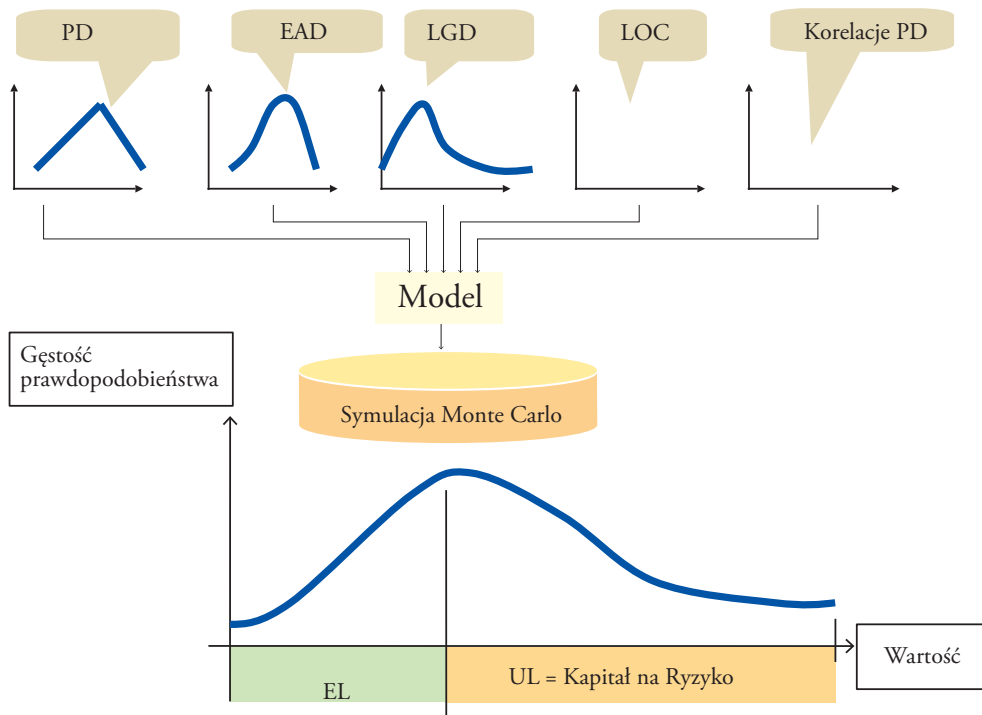 PD
EAD
LGD
LOC
Korelacje PD
Model
Gęstość
prawdopodobieństwa
Symulacja Monte Carlo
Wartość
EL
UL = Kapitał na Ryzyko